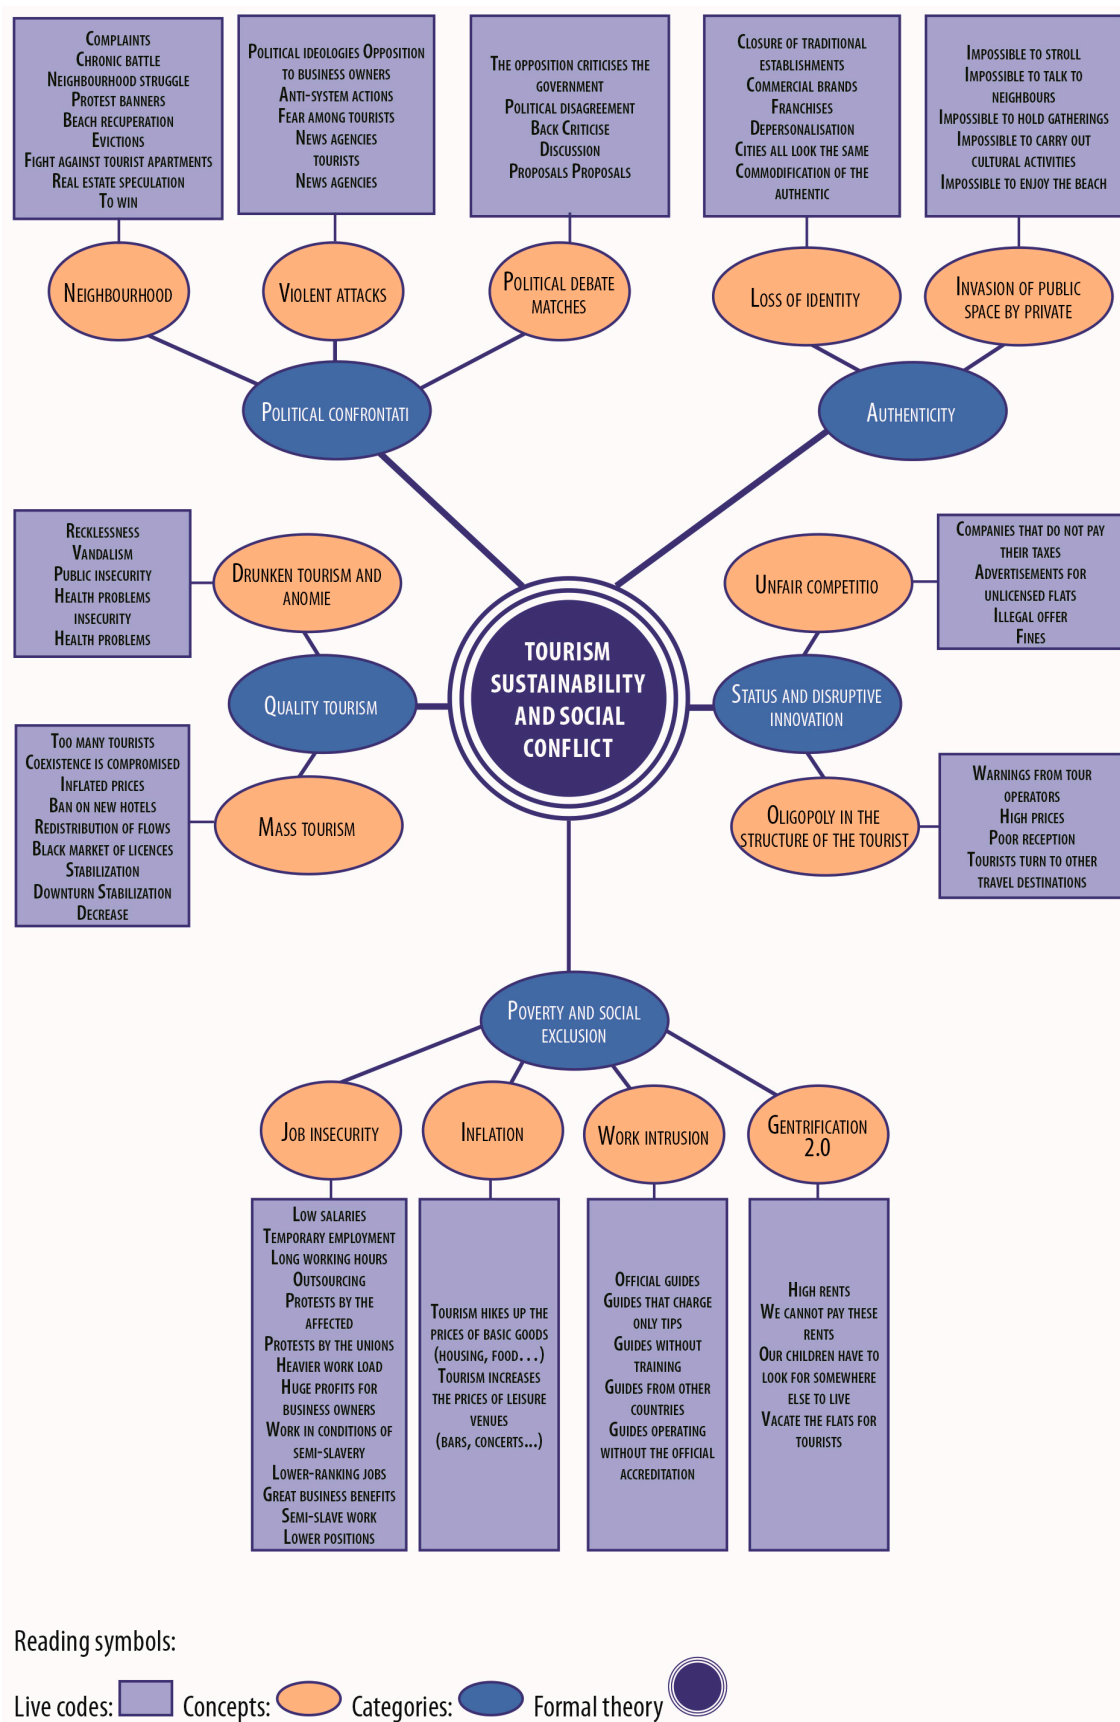 Complaints
Chronic battle
Neighbourhood struggle
Protest banners
Beach recuperation
Evictions
Fight against tourist apartments
Real estate speculation
To win
Political ideologies Opposition
to business owners
Anti-system actions
Fear among tourists
News agencies
tourists
News agencies
The opposition criticises the
government
Political disagreement
Back Criticise
Discussion
Proposals Proposals
Closure of traditional
establishments
Commercial brands
Franchises
Depersonalisation
Cities all look the same
Commodification of the
authentic
Impossible to stroll
Impossible to talk to
neighbours
Impossible to hold gatherings
Impossible to carry out
cultural activities
Impossible to enjoy the beach
Neighbourhood
Violent attacks
Political debate
matches
Loss of identity
Invasion of public
space by private
Political confrontati
Authenticity
Recklessness
Vandalism
Public insecurity
Health problems
insecurity
Health problems
Drunken tourism and
anomie
Quality tourism
Too many tourists
Coexistence is compromised
Inflated prices
Ban on new hotels
Redistribution of flows
Black market of licences
Stabilization
Downturn Stabilization
Decrease
Mass tourism
TOURISM
SUSTAINABILITY
AND SOCIAL
CONFLICT
Unfair competitio
Companies that do not pay
their taxes
Advertisements for
unlicensed flats
Illegal offer
Fines
Status and disruptive
innovation
Oligopoly in the
structure of the tourist
Warnings from tour
operators
High prices
Poor reception
Tourists turn to other
travel destinations
Poverty and social
exclusion
Job insecurity
Inflation
Work intrusion
Gentrification
2.0
Low salaries
Temporary employment
Long working hours
Outsourcing
Protests by the
affected
Protests by the unions
Heavier work load
Huge profits for
business owners
Work in conditions of
semi-slavery
Lower-ranking jobs
Great business benefits
Semi-slave work
Lower positions
Tourism hikes up the
prices of basic goods
(housing, food...)
Tourism increases
the prices of leisure
venues
(bars, concerts...)
Official guides
Guides that charge
only tips
Guides without
training
Guides from other
countries
Guides operating
without the official
accreditation
High rents
We cannot pay these
rents
Our children have to
look for somewhere
else to live
Vacate the flats for
tourists
Reading symbols:
Live codes: Concepts: Categories: Formal theory